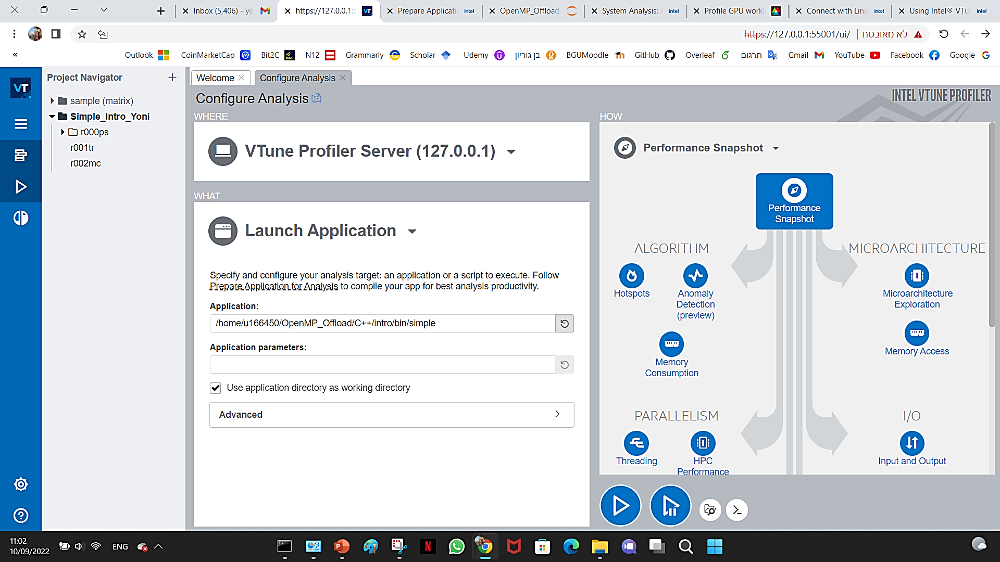 Inbox (5,406) - ye
https://127.0.0.1:5
VT
Prepare Applicati
intel
OpenMP_Offload
System Analysis:
intel
Profile GPU workl
Connect with Linu
intel
Using Intel® VTu
intel
https://127.0.0.1:55001/ui/
לא מאובטח
«
Outlook
CoinMarketCap
Bit2C
N12
Grammarly
Scholar
Udemy
בן גוריון
BGUMoodle
GitHub
Overleaf
תרגום
Gmail
YouTube
Facebook
Google
VT
Project Navigator
sample (matrix)
Simple_Intro_Yoni
r000ps
r001tr
r002mc
Welcome
Configure Analysis
Configure Analysis
INTEL VTUNE PROFILER
WHERE
VTune Profiler Server (127.0.0.1)
WHAT
Launch Application
Specify and configure your analysis target: an application or a script to execute. Follow
Prepare Application for Analysis to compile your app for best analysis productivity.
Application:
/home/u166450/OpenMP_Offload/C++/intro/bin/simple
Application parameters:
Use application directory as working directory
Advanced
HOW
Performance Snapshot
Performance
Snapshot
ALGORITHM
MICROARCHITECTURE
Hotspots
Anomaly
Detection
(preview)
Microarchitecture
Exploration
Memory
Consumption
Memory Access
PARALLELISM
I/O
Threading
HPC
Performance
Input and Output
11:02
10/09/2022
ENG